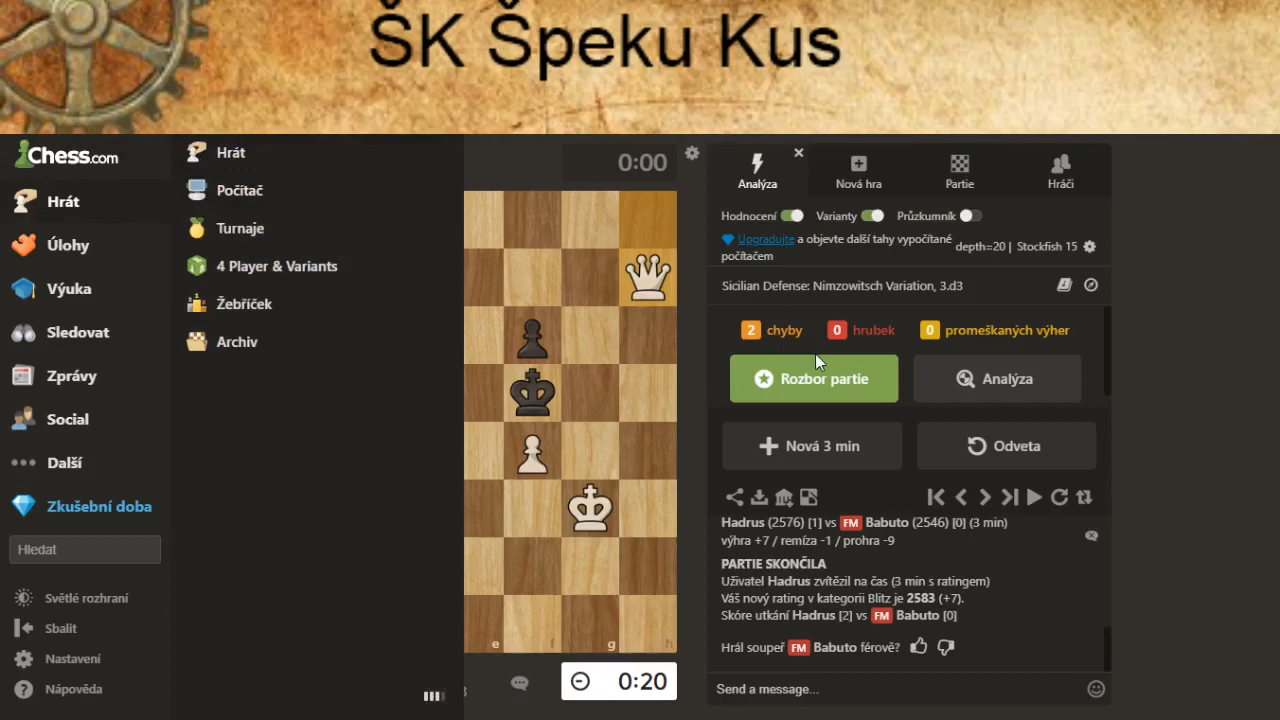 ŠK Špeku Kus
Chess.com
Hrát
Úlohy
Výuka
Sledovat
Zprávy
Social
Další
Zkušební doba
Hledat
Světlé rozhraní
Sbalit
Nastavení
Nápověda
Hrát
Počítač
Turnaje
4 Player & Variants
Žebříček
Archiv
0:00
e f g h
3
0:20
Analýza
Nová hra
Partie
Hráči
Hodnocení Varianty Průzkumník
Upgradujte a objevte další tahy vypočítané
počítačem
depth=20 | Stockfish 15
Sicilian Defense: Nimzowitsch Variation, 3.d3
2 chyby 0 hrubek 0 promeškaných výher
Rozbor partie Analýza
Nová 3 min Odveta
Hadrus (2576) [1] vs FM Babuto (2546) [0] (3 min)
výhra +7 / remíza -1 / prohra -9
PARTIE SKONČILA
Uživatel Hadrus zvítězil na čas (3 min s ratingem)
Váš nový rating v kategorii Blitz je 2583 (+7).
Skóre utkání Hadrus [2] vs FM Babuto [0]
Hrál soupeř FM Babuto férově?
Send a message...